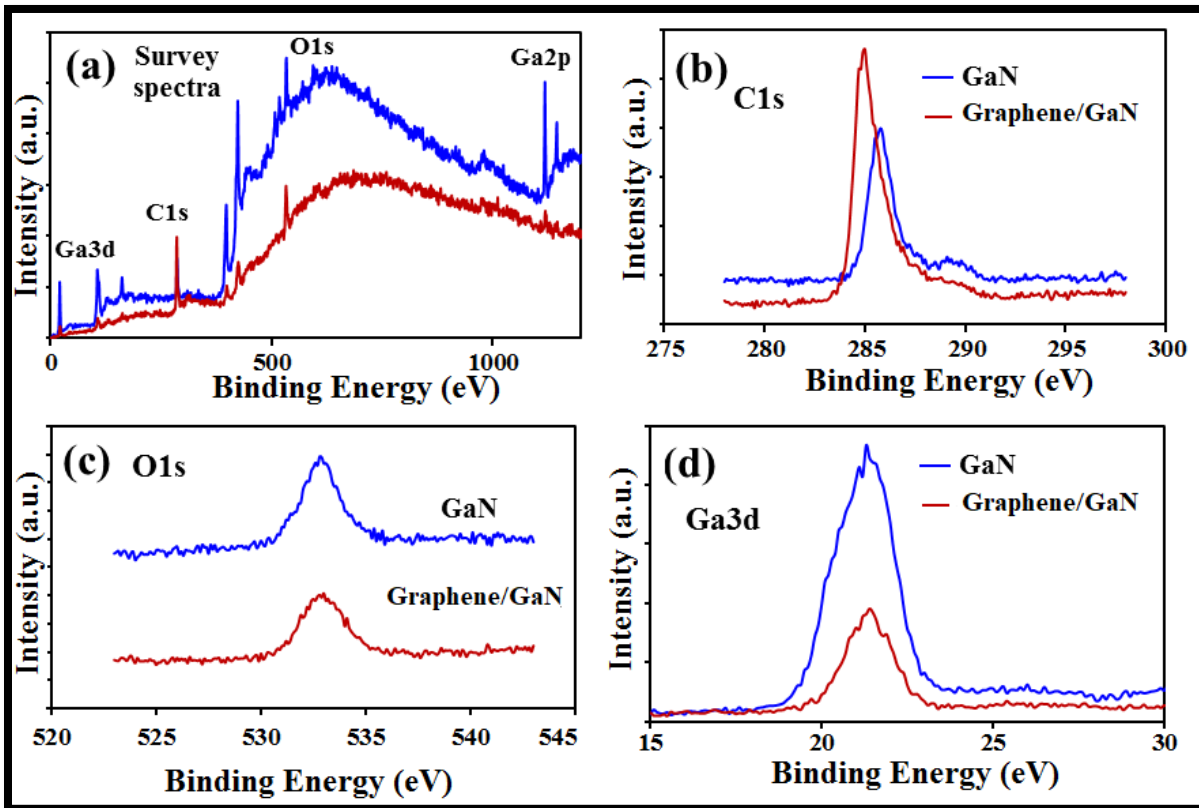 (a)
Survey
spectra
O1s
Ga2p
C1s
Ga3d
Intensity (a.u.)
0
500
1000
Binding Energy (eV)
(b)
C1s
GaN
Graphene/GaN
Intensity (a.u.)
275
280
285
290
295
300
Binding Energy (eV)
(c)
O1s
GaN
Graphene/GaN
Intensity (a.u.)
520
525
530
535
540
545
Binding Energy (eV)
(d)
Ga3d
GaN
Graphene/GaN
Intensity (a.u.)
15
20
25
30
Binding Energy (eV)